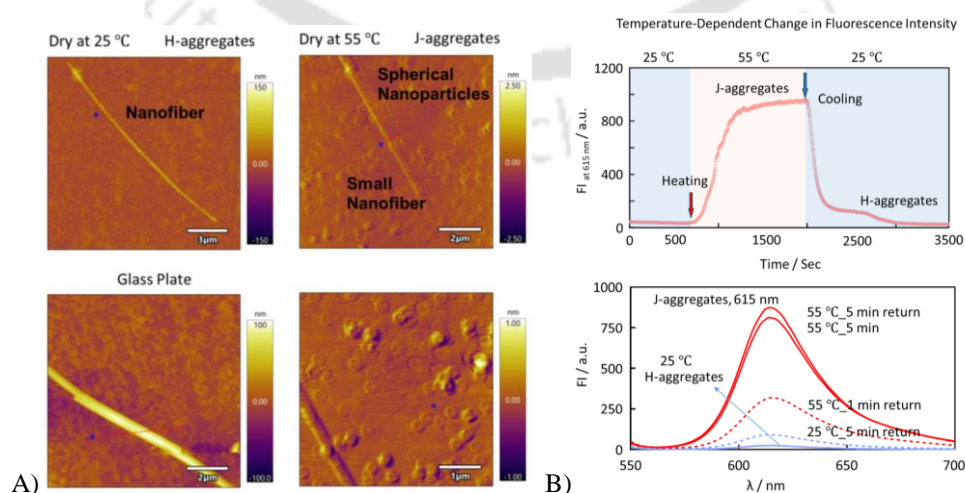 Dry at 25 °C H-aggregates
Dry at 55 °C J-aggregates
nm
150
Nanofiber
0.00
3μm
-150
nm
2.50
Spherical
Nanoparticles
0.00
Small
Nanofiber
2μm
-2.50
Glass Plate
nm
100
0.00
2μm
-100.0
nm
1.00
0.00
1μm
-1.00
A)
Temperature-Dependent Change in Fluorescence Intensity
25 °C 55 °C 25 °C
1200
800
400
0
FI at 615 nm / a.u.
J-aggregates
Cooling
Heating
H-aggregates
0 500 1500 2500 3500
Time / Sec
1000
750
500
250
0
FI / a.u.
J-aggregates, 615 nm
55 °C_5 min return
55 °C_5 min
25 °C
H-aggregates
55 °C_1 min return
25 °C_5 min return
550 600 650 700
λ / nm
B)